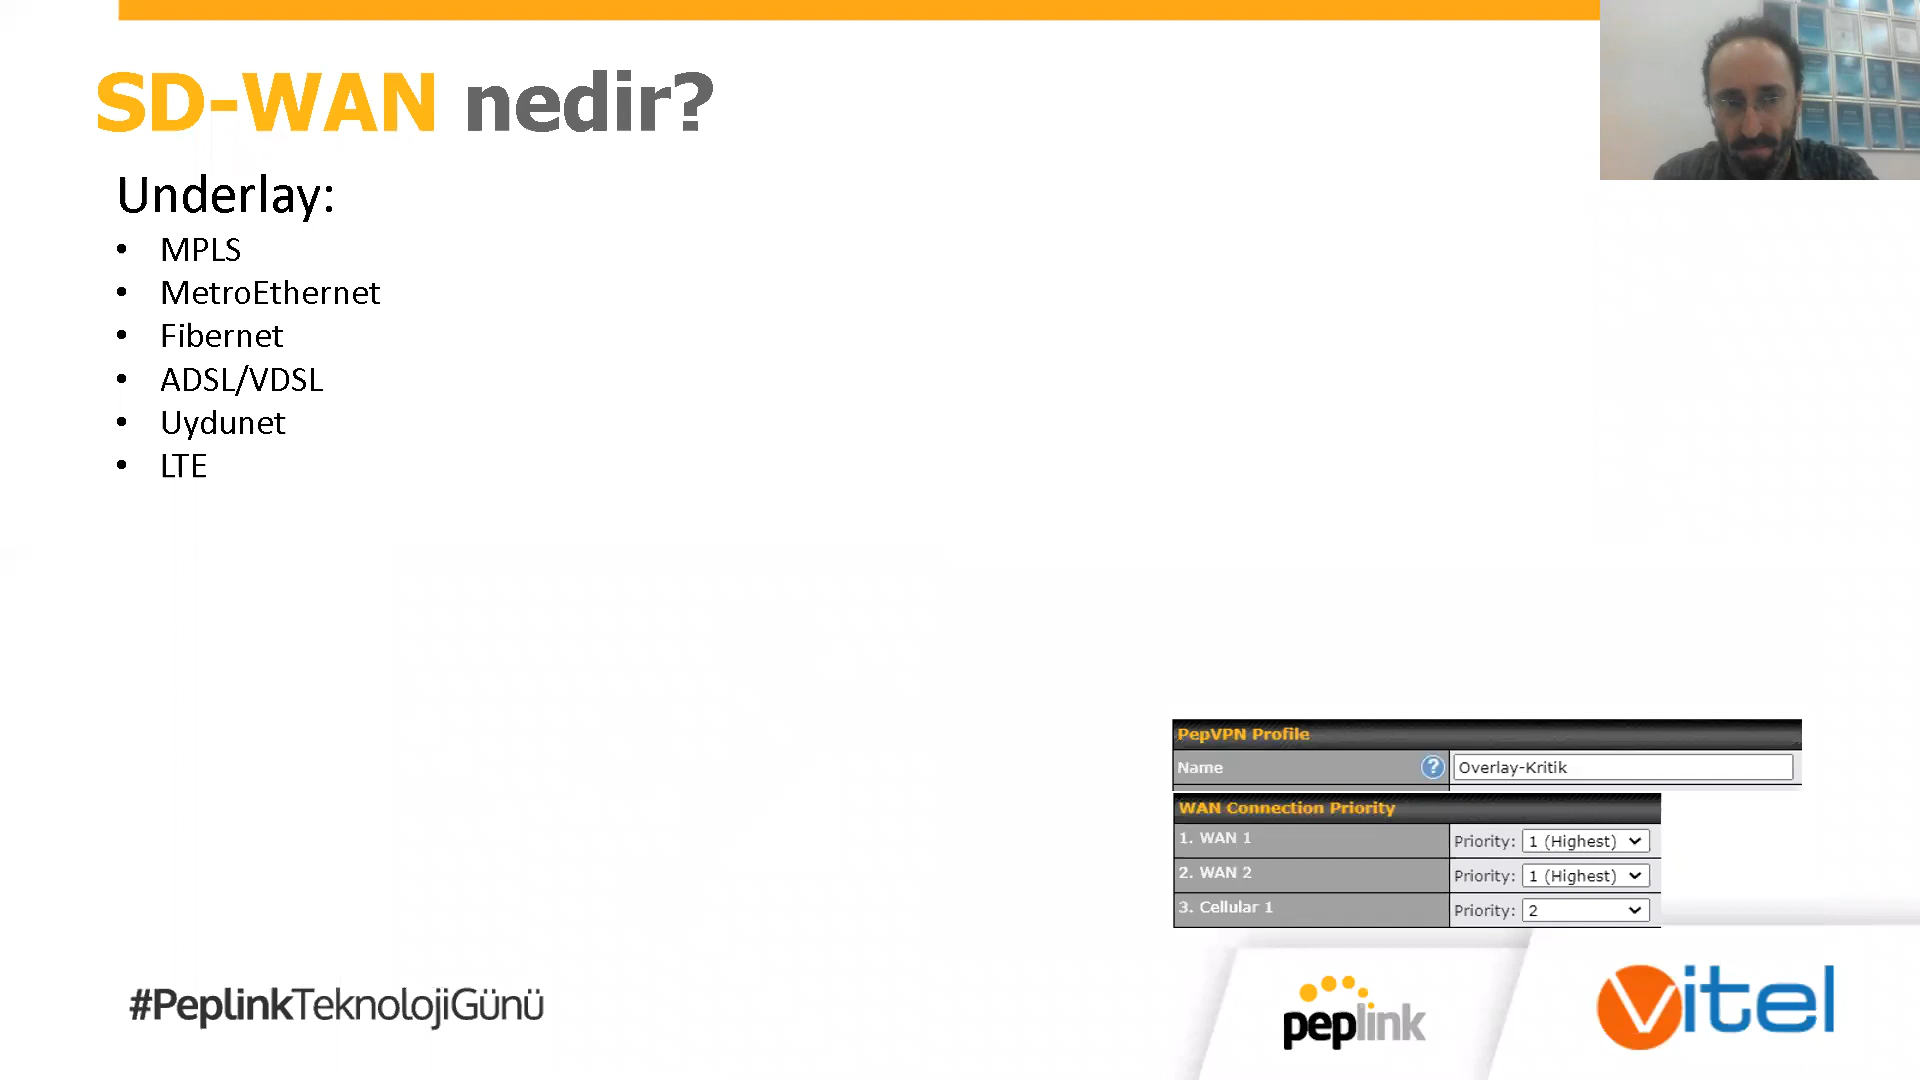 SD-WAN nedir?
Underlay:
• MPLS
• MetroEthernet
• Fibernet
• ADSL/VDSL
• Uydunet
• LTE
PepVPN Profile
Name ? Overlay-Kritik
WAN Connection Priority
1. WAN 1 Priority: 1 (Highest)
2. WAN 2 Priority: 1 (Highest)
3. Cellular 1 Priority: 2
#PeplinkTeknolojiGünü
peplink
vitel